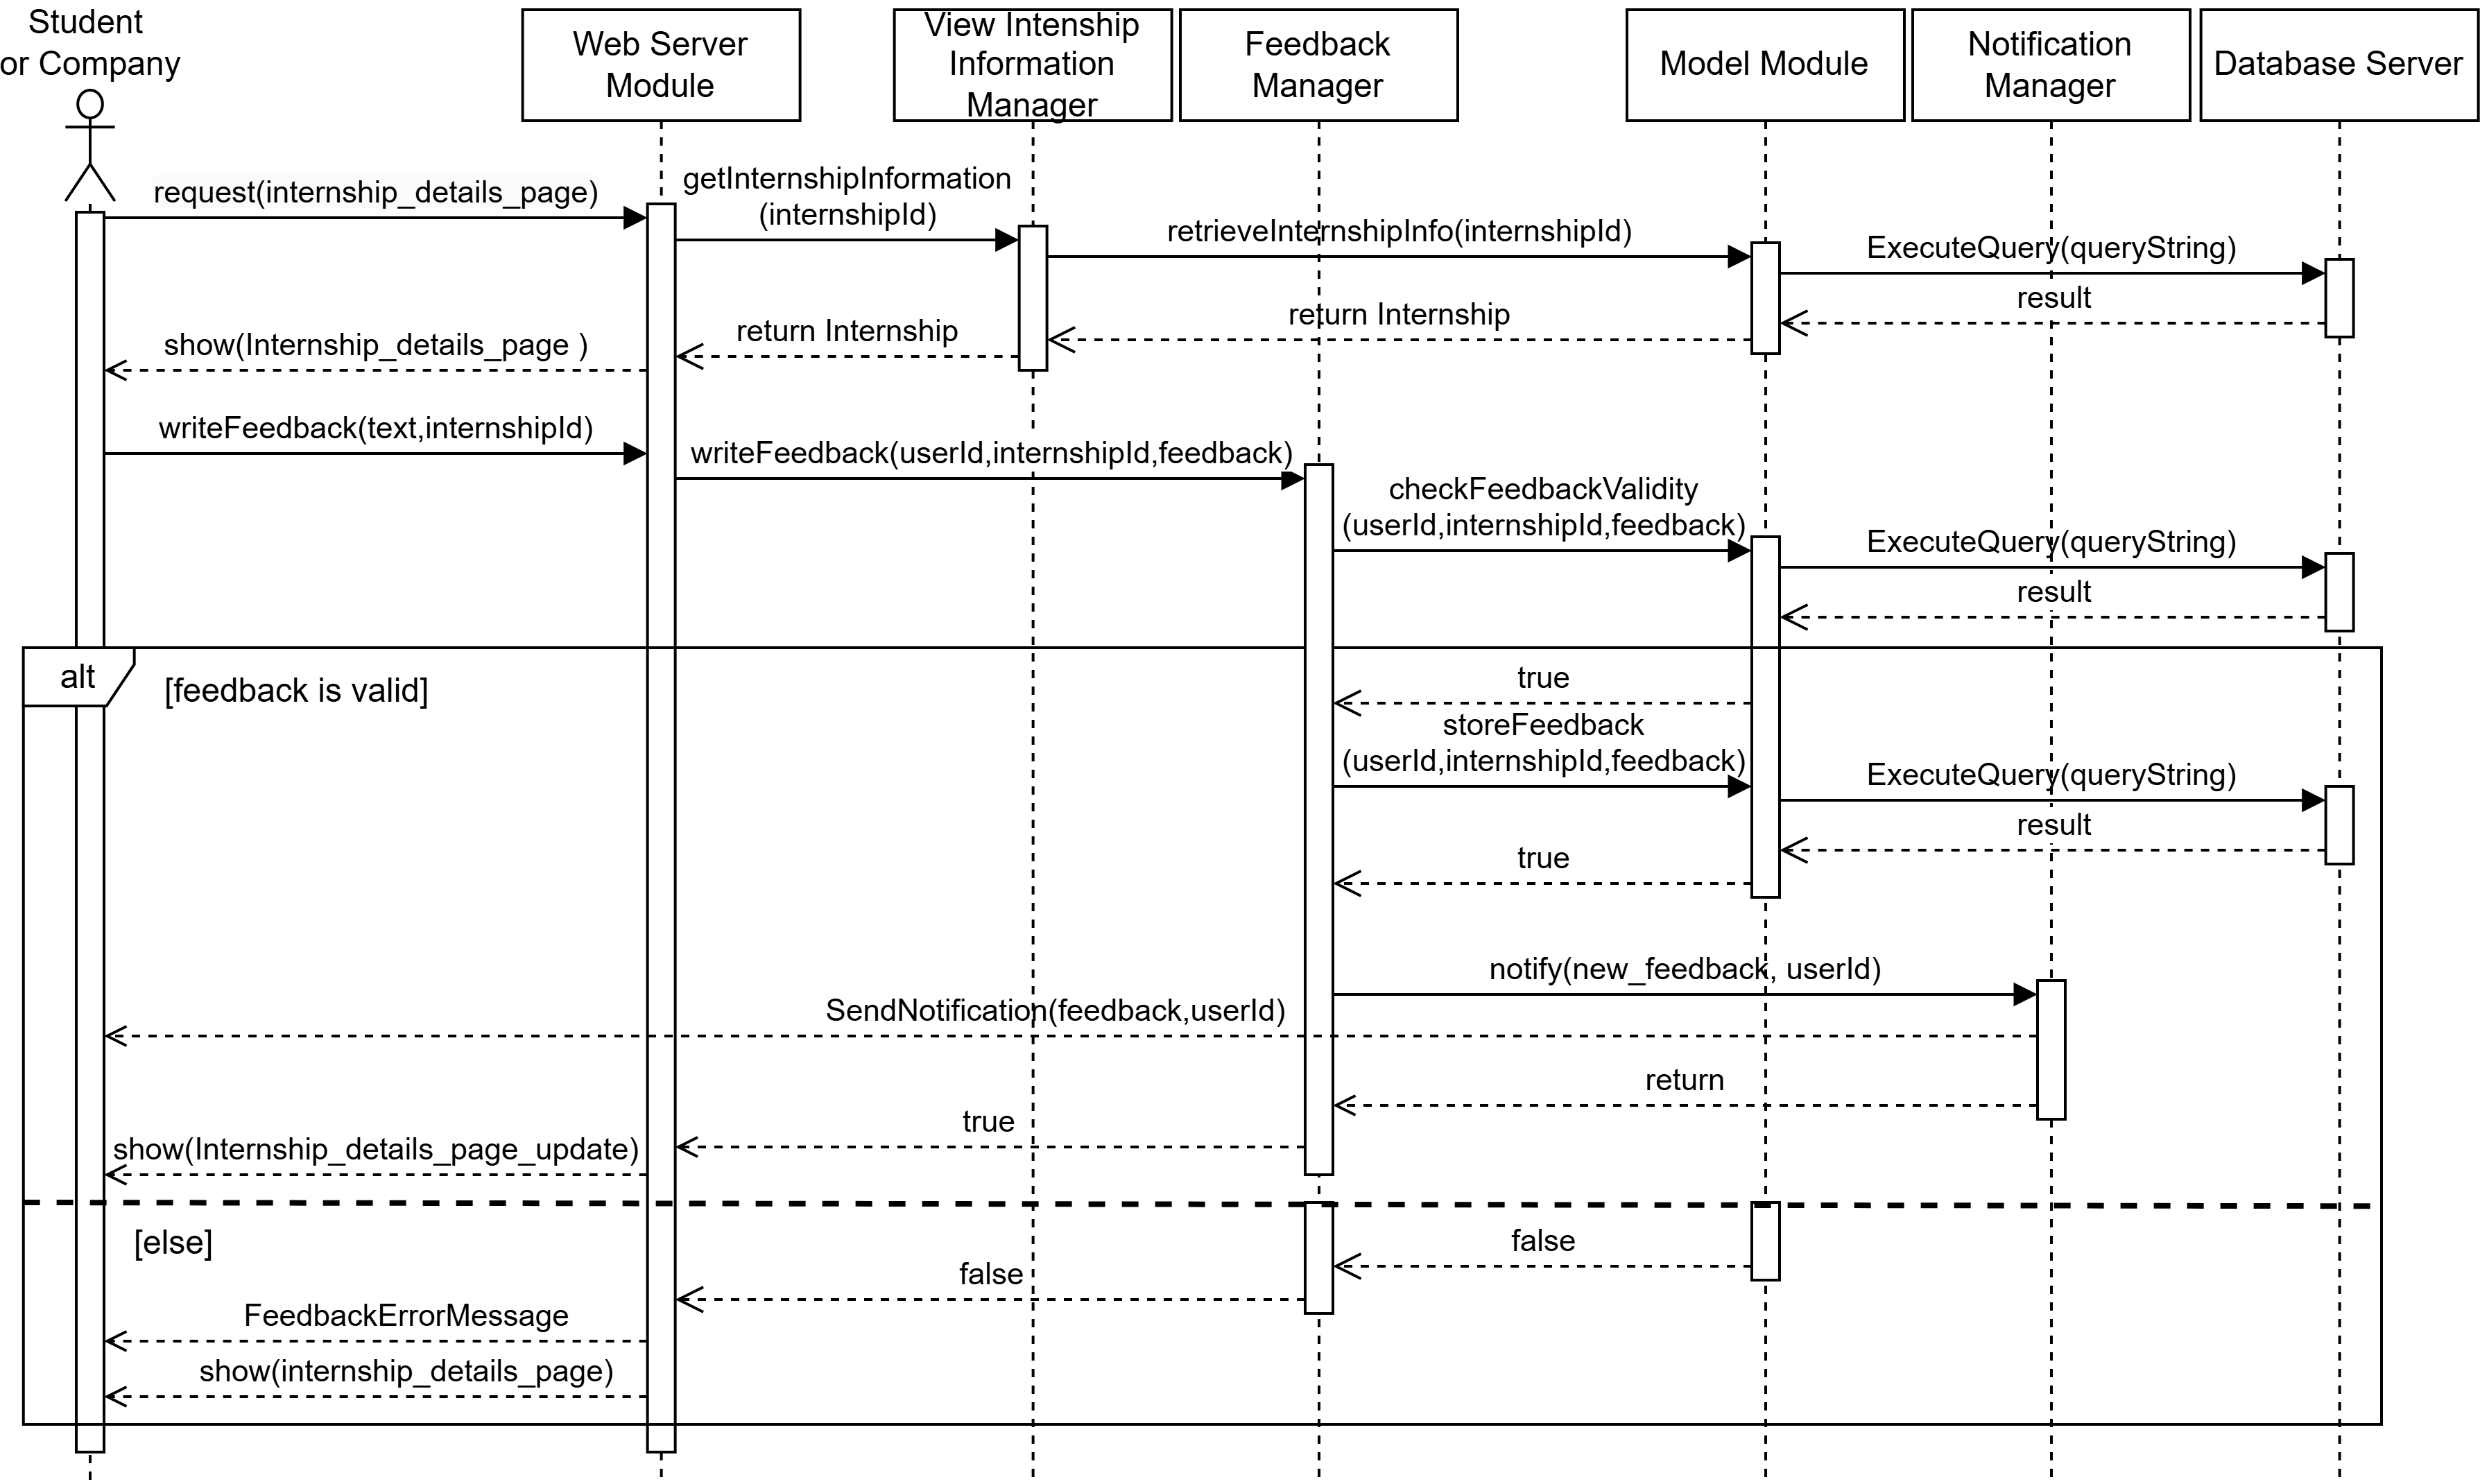 Student
or Company
Web Server
Module
View Intenship
Information
Manager
Feedback
Manager
Model Module
Notification
Manager
Database Server
request(internship_details_page)
getInternshipInformation
(internshipId)
retrieveInternshipInfo(internshipId)
ExecuteQuery(queryString)
result
return Internship
return Internship
show(Internship_details_page )
writeFeedback(text,internshipId)
writeFeedback(userId,internshipId,feedback)
checkFeedbackValidity
(userId,internshipId,feedback)
ExecuteQuery(queryString)
result
alt
[feedback is valid]
true
storeFeedback
(userId,internshipId,feedback)
ExecuteQuery(queryString)
result
true
notify(new_feedback, userId)
SendNotification(feedback,userId)
return
true
show(Internship_details_page_update)
[else]
false
false
FeedbackErrorMessage
show(internship_details_page)